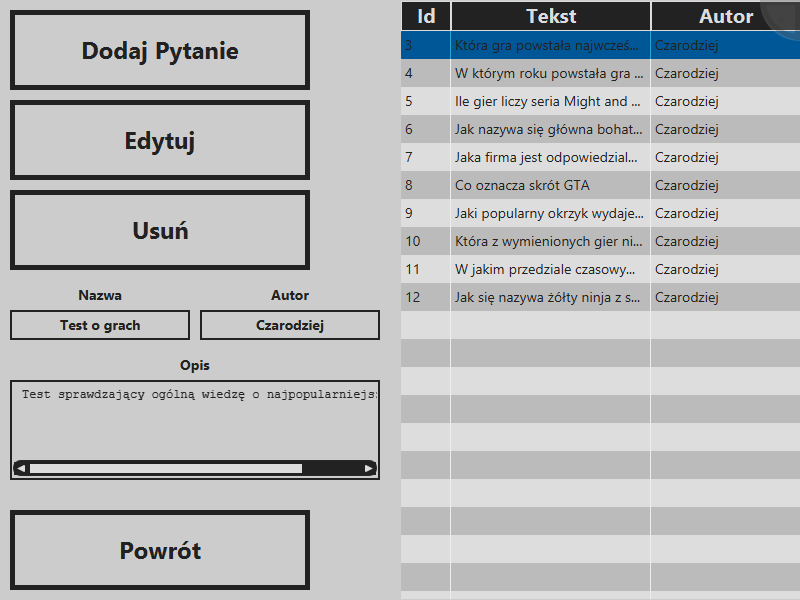 Dodaj Pytanie
Edytuj
Usuń
Nazwa Autor
Test o grach Czarodziej
Opis
Test sprawdzający ogólną wiedzę o najpopularniejs
Powrót
Id Tekst Autor
3 Która gra powstała najwcześ... Czarodziej
4 W którym roku powstała gra ... Czarodziej
5 Ile gier liczy seria Might and ... Czarodziej
6 Jak nazywa się główna bohat... Czarodziej
7 Jaka firma jest odpowiedzial... Czarodziej
8 Co oznacza skrót GTA Czarodziej
9 Jaki popularny okrzyk wydaje... Czarodziej
10 Która z wymienionych gier ni... Czarodziej
11 W jakim przedziale czasowy... Czarodziej
12 Jak się nazywa żółty ninja z s... Czarodziej